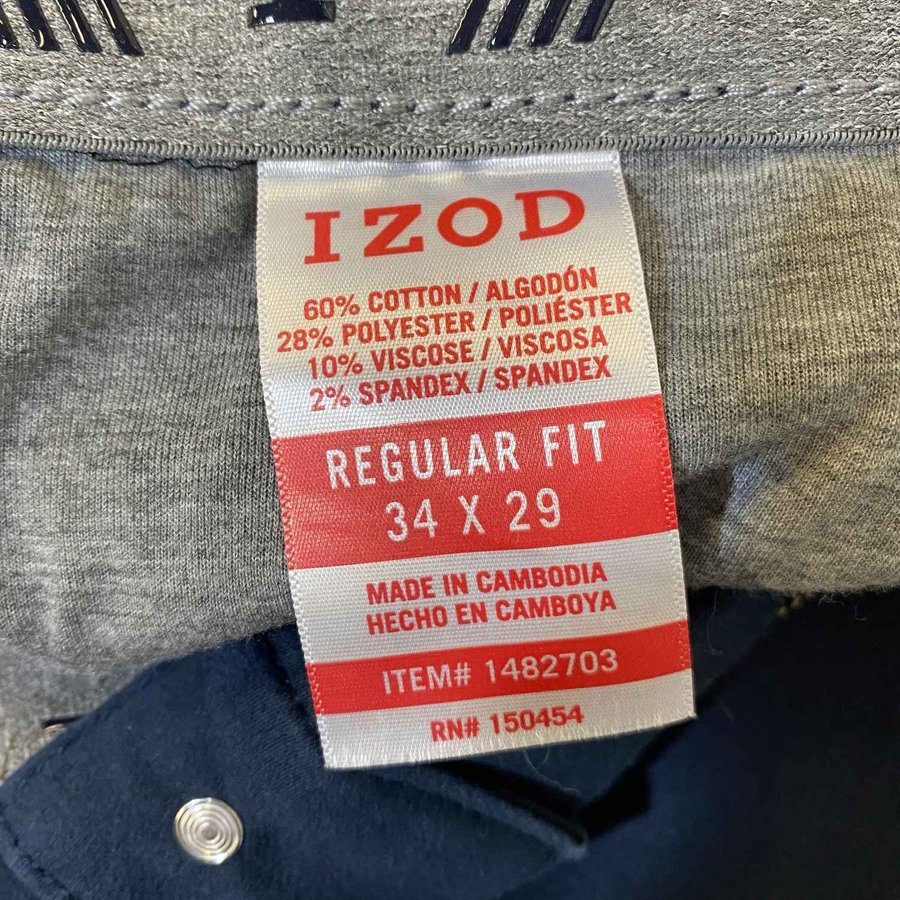 IZOD
60% COTTON / ALGODÓN
28% POLYESTER / POLIÉSTER
10% VISCOSE / VISCOSA
2% SPANDEX / SPANDEX
REGULAR FIT
34 X 29
MADE IN CAMBODIA
HECHO EN CAMBOYA
ITEM# 1482703
RN# 150454